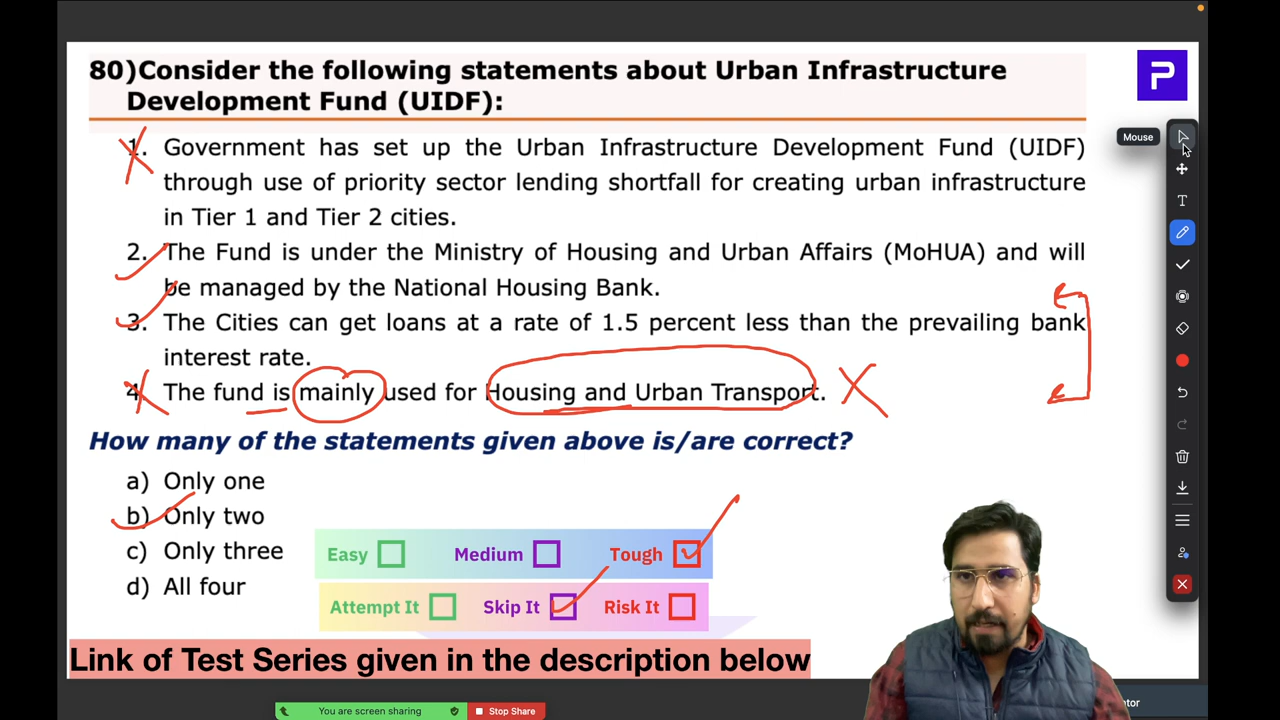 80)Consider the following statements about Urban Infrastructure
Development Fund (UIDF):
P
Mouse
1. Government has set up the Urban Infrastructure Development Fund (UIDF)
through use of priority sector lending shortfall for creating urban infrastructure
in Tier 1 and Tier 2 cities.
2. The Fund is under the Ministry of Housing and Urban Affairs (MoHUA) and will
be managed by the National Housing Bank.
3. The Cities can get loans at a rate of 1.5 percent less than the prevailing bank
interest rate.
4. The fund is mainly used for Housing and Urban Transport.
How many of the statements given above is/are correct?
a) Only one
b) Only two
c) Only three
d) All four
Easy Medium Tough
Attempt It Skip It Risk It
Link of Test Series given in the description below
You are screen sharing Stop Share